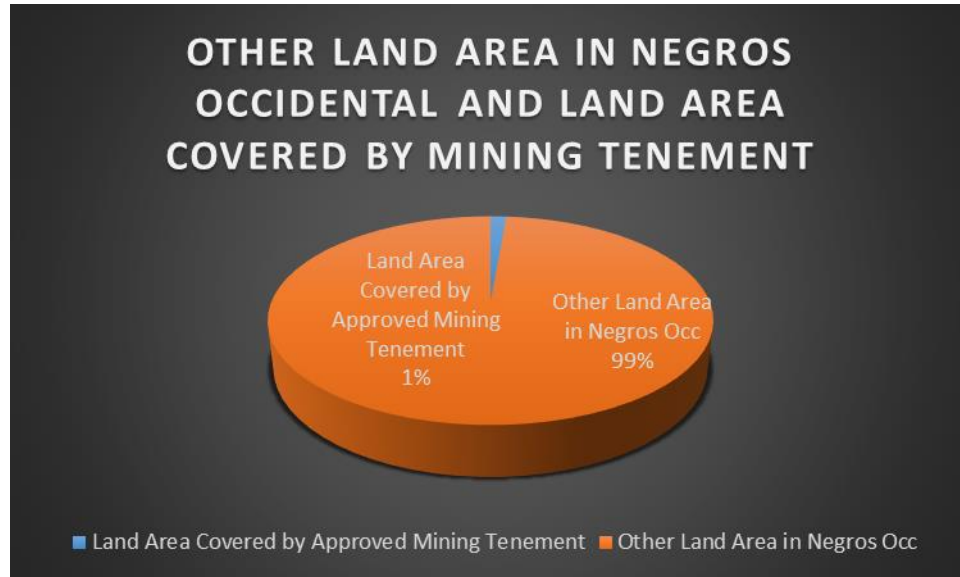 OTHER LAND AREA IN NEGROS
OCCIDENTAL AND LAND AREA
COVERED BY MINING TENEMENT
Land Area
Covered by
Approved Mining
Tenement
1%
Other Land Area
in Negros Occ
99%
Land Area Covered by Approved Mining Tenement
Other Land Area in Negros Occ